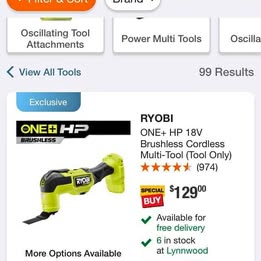 Oscillating Tool
Attachments
Power Multi Tools
Oscilla
View All Tools
99 Results
Exclusive
ONE+ HP
BRUSHLESS
RYOBI
RYOBI
ONE+ HP 18V
Brushless Cordless
Multi-Tool (Tool Only)
(974)
SPECIAL
BUY
$12900
Available for
free delivery
6 in stock
at Lynnwood
More Options Available